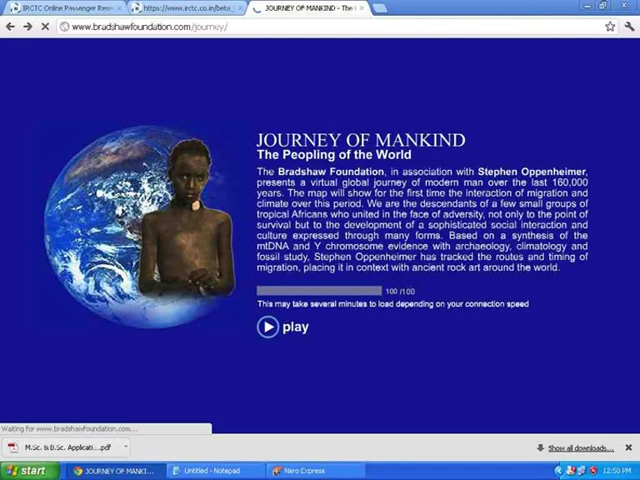 IRCTC Online Passenger Rese
https://www.irctc.co.in/beta_
JOURNEY OF MANKIND - The
www.bradshawfoundation.com/journey/
JOURNEY OF MANKIND
The Peopling of the World
The Bradshaw Foundation, in association with Stephen Oppenheimer,
presents a virtual global journey of modern man over the last 160,000
years. The map will show for the first time the interaction of migration and
climate over this period. We are the descendants of a few small groups of
tropical Africans who united in the face of adversity, not only to the point of
survival but to the development of a sophisticated social interaction and
culture expressed through many forms. Based on a synthesis of the
mtDNA and Y chromosome evidence with archaeology, climatology and
fossil study, Stephen Oppenheimer has tracked the routes and timing of
migration, placing it in context with ancient rock art around the world.
100 /100
This may take several minutes to load depending on your connection speed
play
Waiting for www.bradshawfoundation.com...
M.Sc. & B.Sc. Applicati....pdf
Show all downloads...
start
JOURNEY OF MANKI...
Untitled - Notepad
Nero Express
12:50 PM